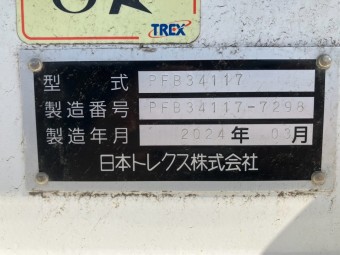 TREX
型式 PFB34117
製造番号 PFB34117-7298
製造年月 2024年 03月
日本トレクス株式会社